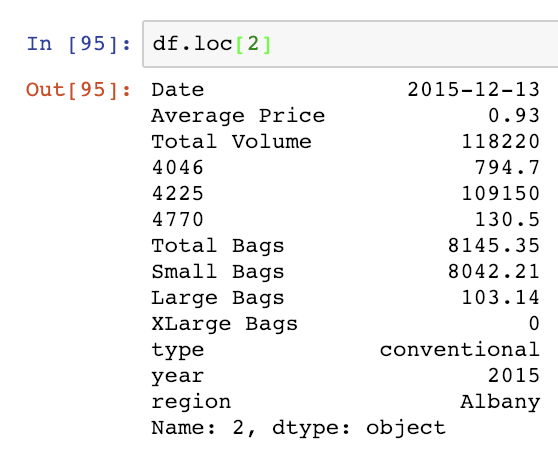 In [95]: df.loc[2]
Out[95]: Date 2015-12-13
Average Price 0.93
Total Volume 118220
4046 794.7
4225 109150
4770 130.5
Total Bags 8145.35
Small Bags 8042.21
Large Bags 103.14
XLarge Bags 0
type conventional
year 2015
region Albany
Name: 2, dtype: object